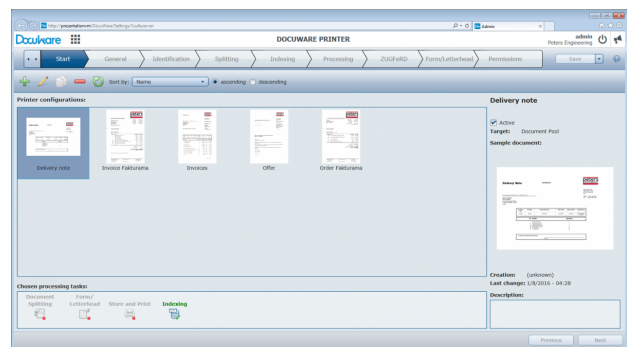 http://presentationvm/DocuWare/Settings/?culture=en
Admin
DocuWare
DOCUWARE PRINTER
admin
Peters Engineering
Start
General
Identification
Splitting
Indexing
Processing
ZUGFeRD
Form/Letterhead
Permissions
Save
Sort by:
Name
ascending
descending
Printer configurations:
Delivery note
Invoice Fakturama
Invoices
Offer
Order Fakturama
Delivery note
Active
Target: Document Pool
Sample document:
Delivery Note
peters
Creation: (unknown)
Last change: 1/8/2016 - 04:28
Description:
Chosen processing tasks:
Document Splitting
Form/ Letterhead
Store and Print
Indexing
Previous
Next